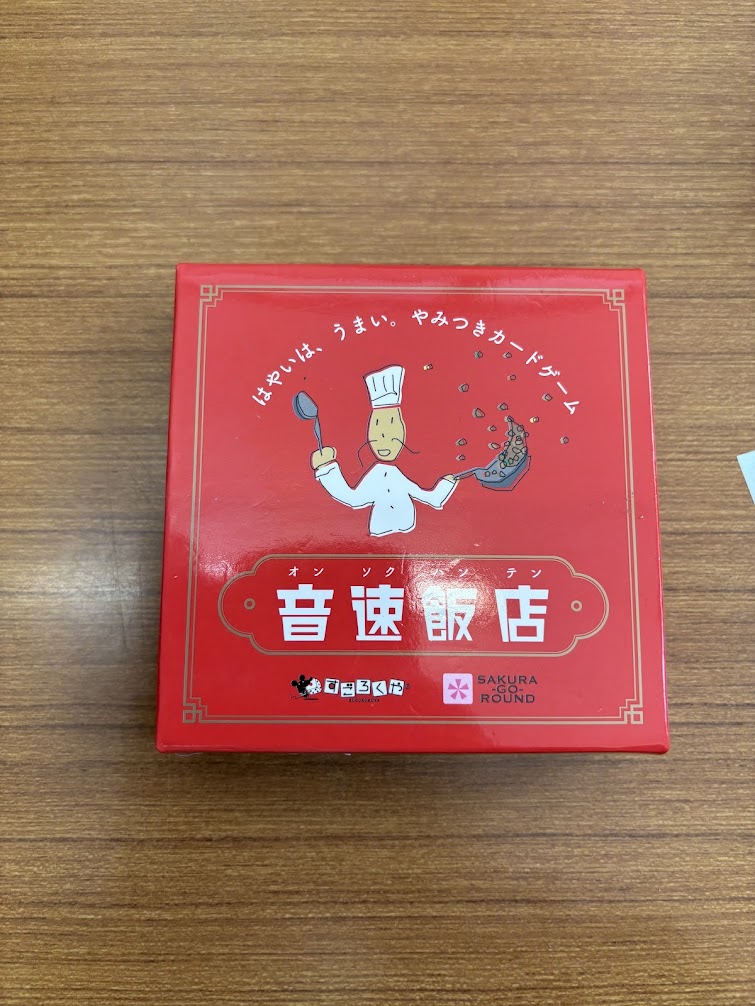 はやいは、うまい。やみつきカードゲーム
オン ソク ハン テン
音速飯店
すごろくや
SUGOROKUYA
SAKURA
-GO-
ROUND